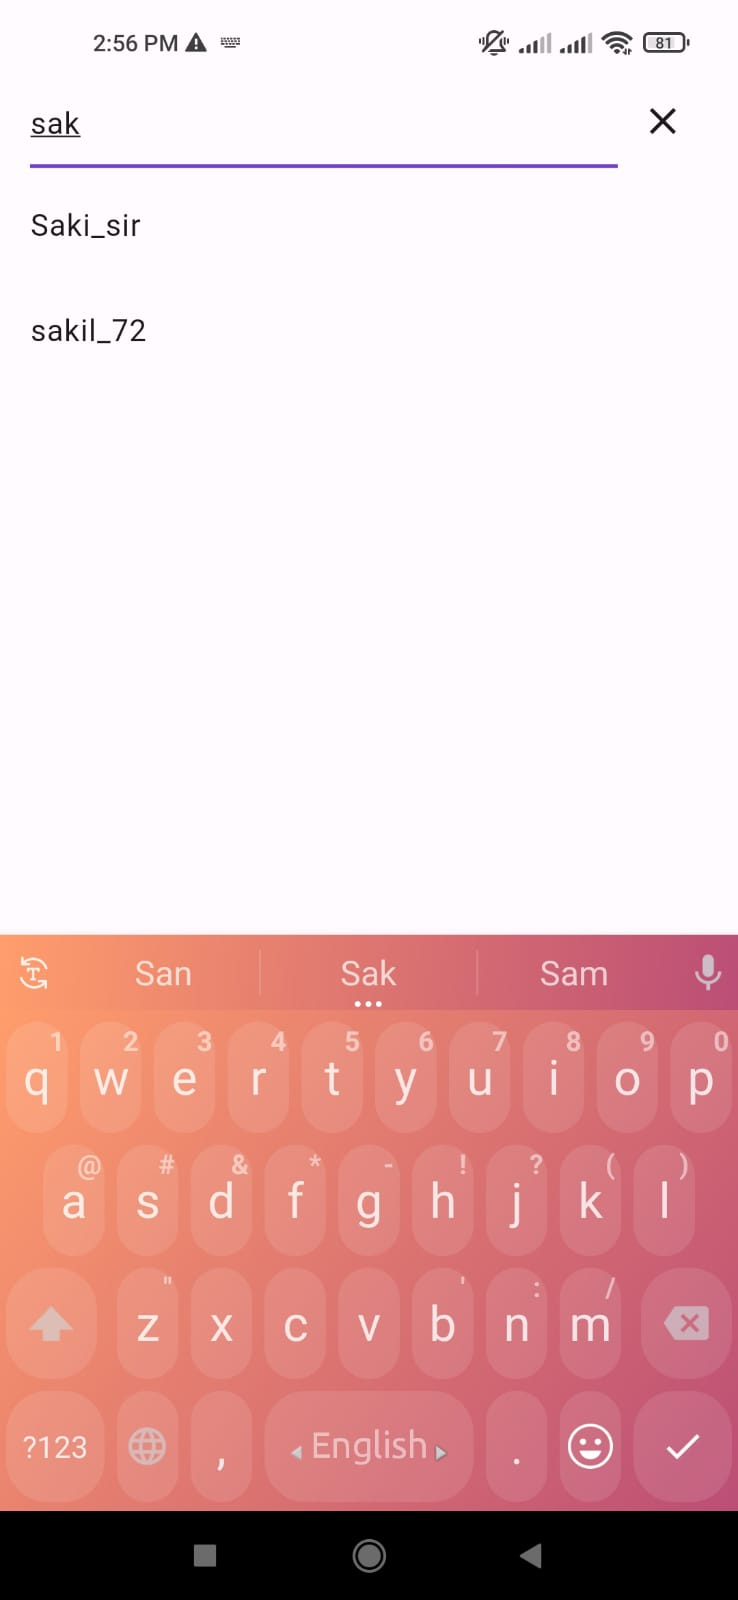 2:56 PM 81
sak
Saki_sir
sakil_72
San Sak Sam
1 2 3 4 5 6 7 8 9 0
q w e r t y u i o p
@ # & * - ! ? ( )
a s d f g h j k l
" ' : /
z x c v b n m
?123 , English .